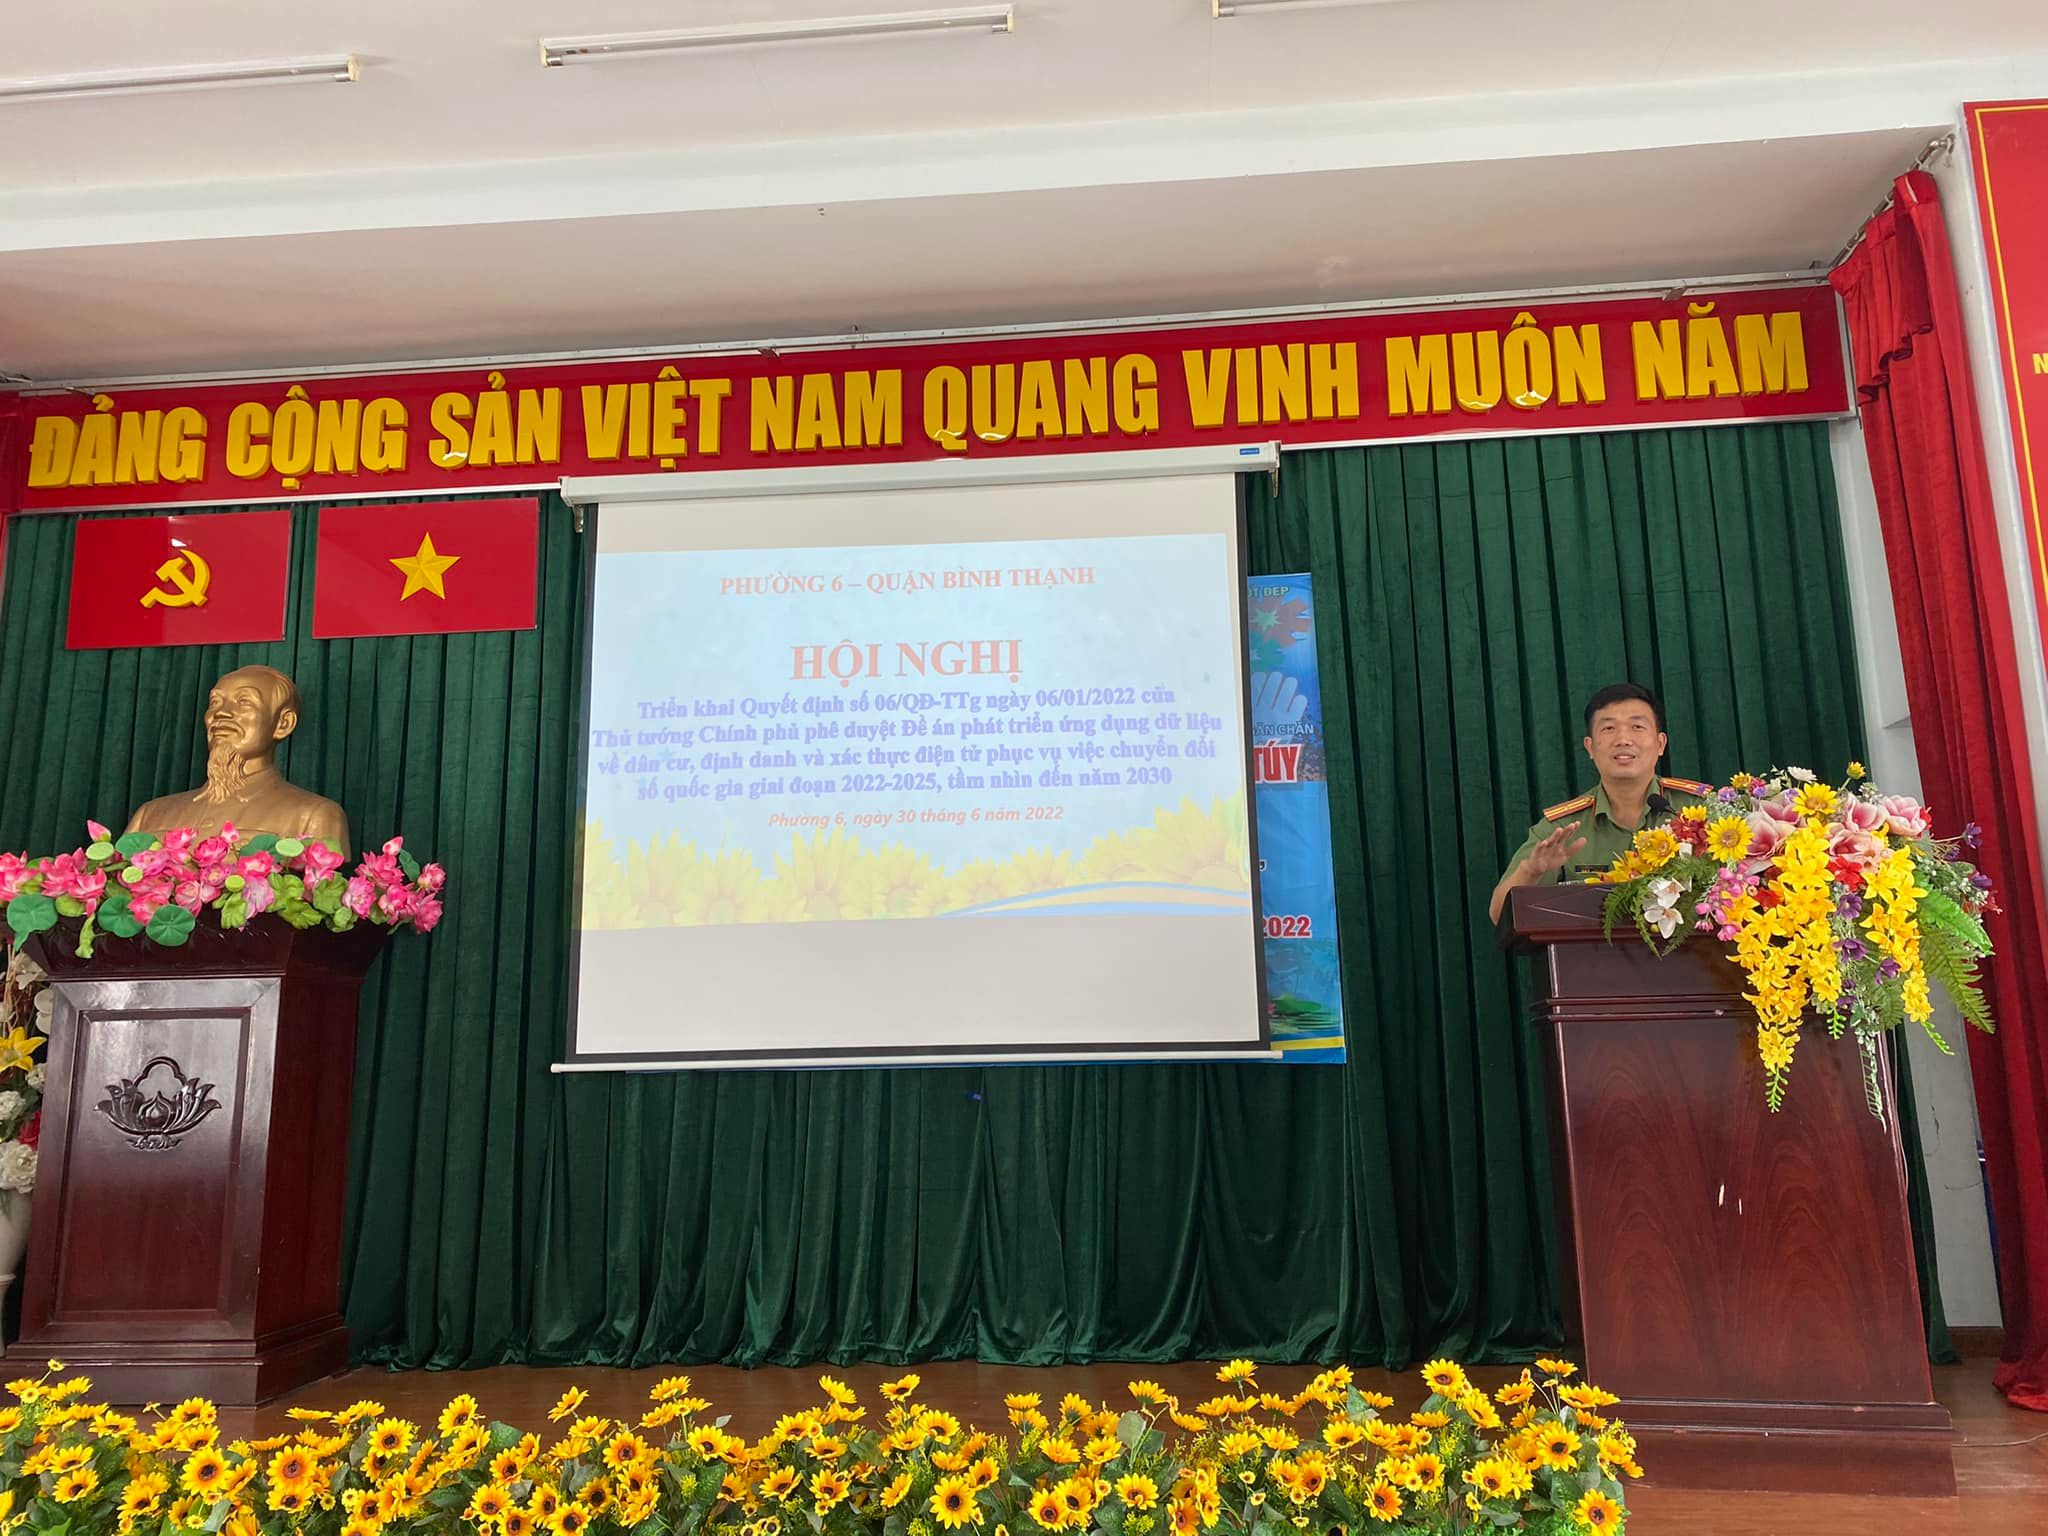 ĐẢNG CỘNG SẢN VIỆT NAM QUANG VINH MUÔN NĂM
PHƯỜNG 6 – QUẬN BÌNH THẠNH
HỘI NGHỊ
Triển khai Quyết định số 06/QĐ-TTg ngày 06/01/2022 của
Thủ tướng Chính phủ phê duyệt Đề án phát triển ứng dụng dữ liệu
về dân cư, định danh và xác thực điện tử phục vụ việc chuyển đổi
số quốc gia giai đoạn 2022-2025, tầm nhìn đến năm 2030
Phường 6, ngày 30 tháng 6 năm 2022
ĐẸP
CHẶN
TÚY
2022
N